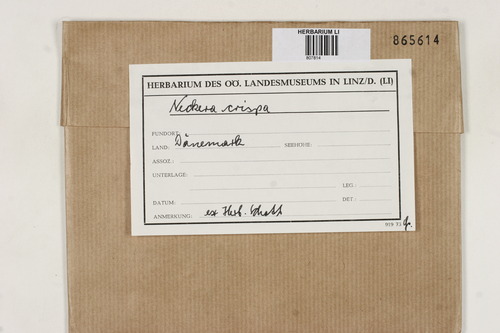 HERBARIUM LI
865614
HERBARIUM DES OÖ. LANDESMUSEUMS IN LINZ/D. (LI)
Neckera crispa
FUNDORT:
LAND: Dänemark SEEHÖHE:
ASSOZ.:
UNTERLAGE:
LEG.:
DATUM: DET.:
ANMERKUNG: ex Herb.